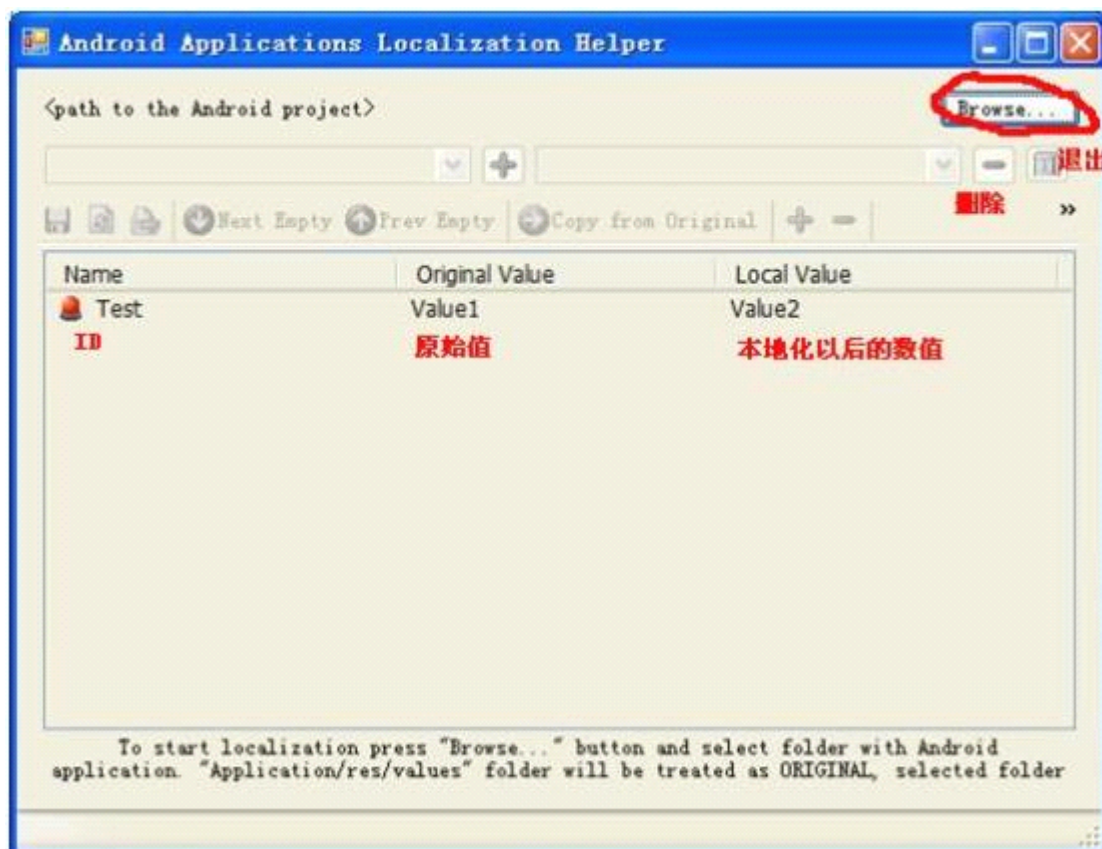 Android Applications Localization Helper
<path to the Android project>
Browse...
退出
Next Empty
Prev Empty
Copy from Original
删除
»
Name Original Value Local Value
Test Value1 Value2
ID 原始值 本地化以后的数值
To start localization press "Browse..." button and select folder with Android
application. "Application/res/values" folder will be treated as ORIGINAL, selected folder